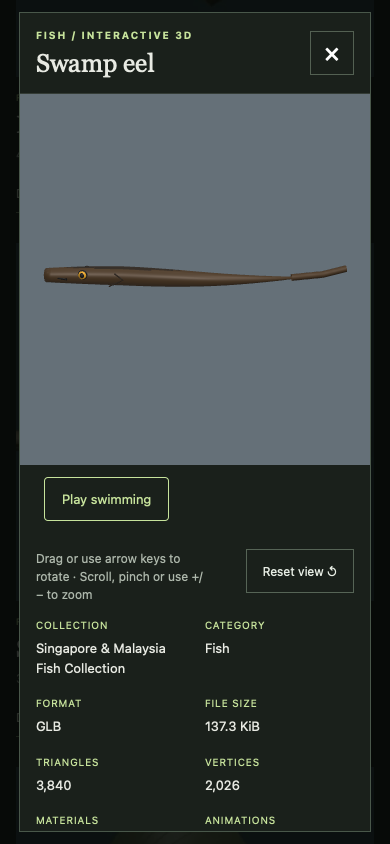 FISH / INTERACTIVE 3D
Swamp eel
×
Play swimming
Drag or use arrow keys to
rotate · Scroll, pinch or use +/
− to zoom
Reset view ↺
COLLECTION
Singapore & Malaysia
Fish Collection
CATEGORY
Fish
FORMAT
GLB
FILE SIZE
137.3 KiB
TRIANGLES
3,840
VERTICES
2,026
MATERIALS
ANIMATIONS